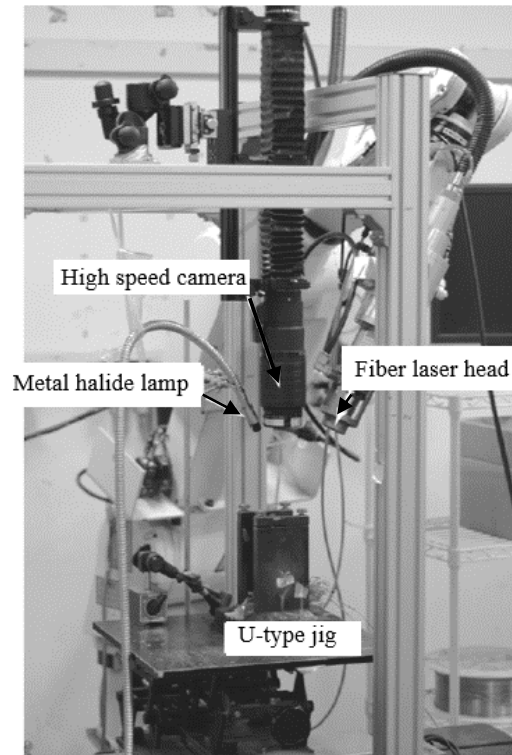 High speed camera
Metal halide lamp
Fiber laser head
U-type jig